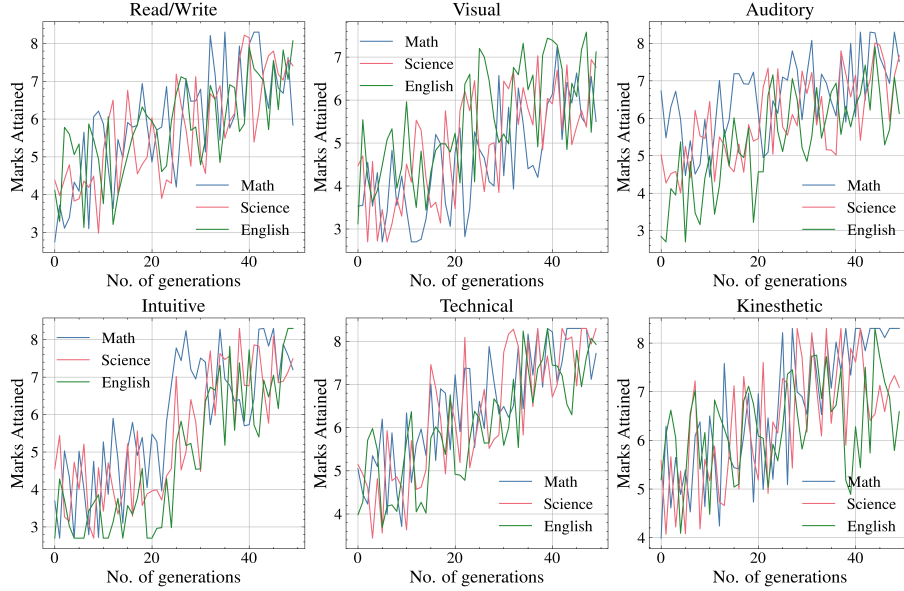 Read/Write
Marks Attained
8
7
6
5
4
3
Math
Science
English
0
20
40
No. of generations
Visual
Marks Attained
7
6
5
4
3
Math
Science
English
0
20
40
No. of generations
Auditory
Marks Attained
8
7
6
5
4
3
Math
Science
English
0
20
40
No. of generations
Intuitive
Marks Attained
8
7
6
5
4
3
Math
Science
English
0
20
40
No. of generations
Technical
Marks Attained
8
7
6
5
4
Math
Science
English
0
20
40
No. of generations
Kinesthetic
Marks Attained
8
7
6
5
4
Math
Science
English
0
20
40
No. of generations